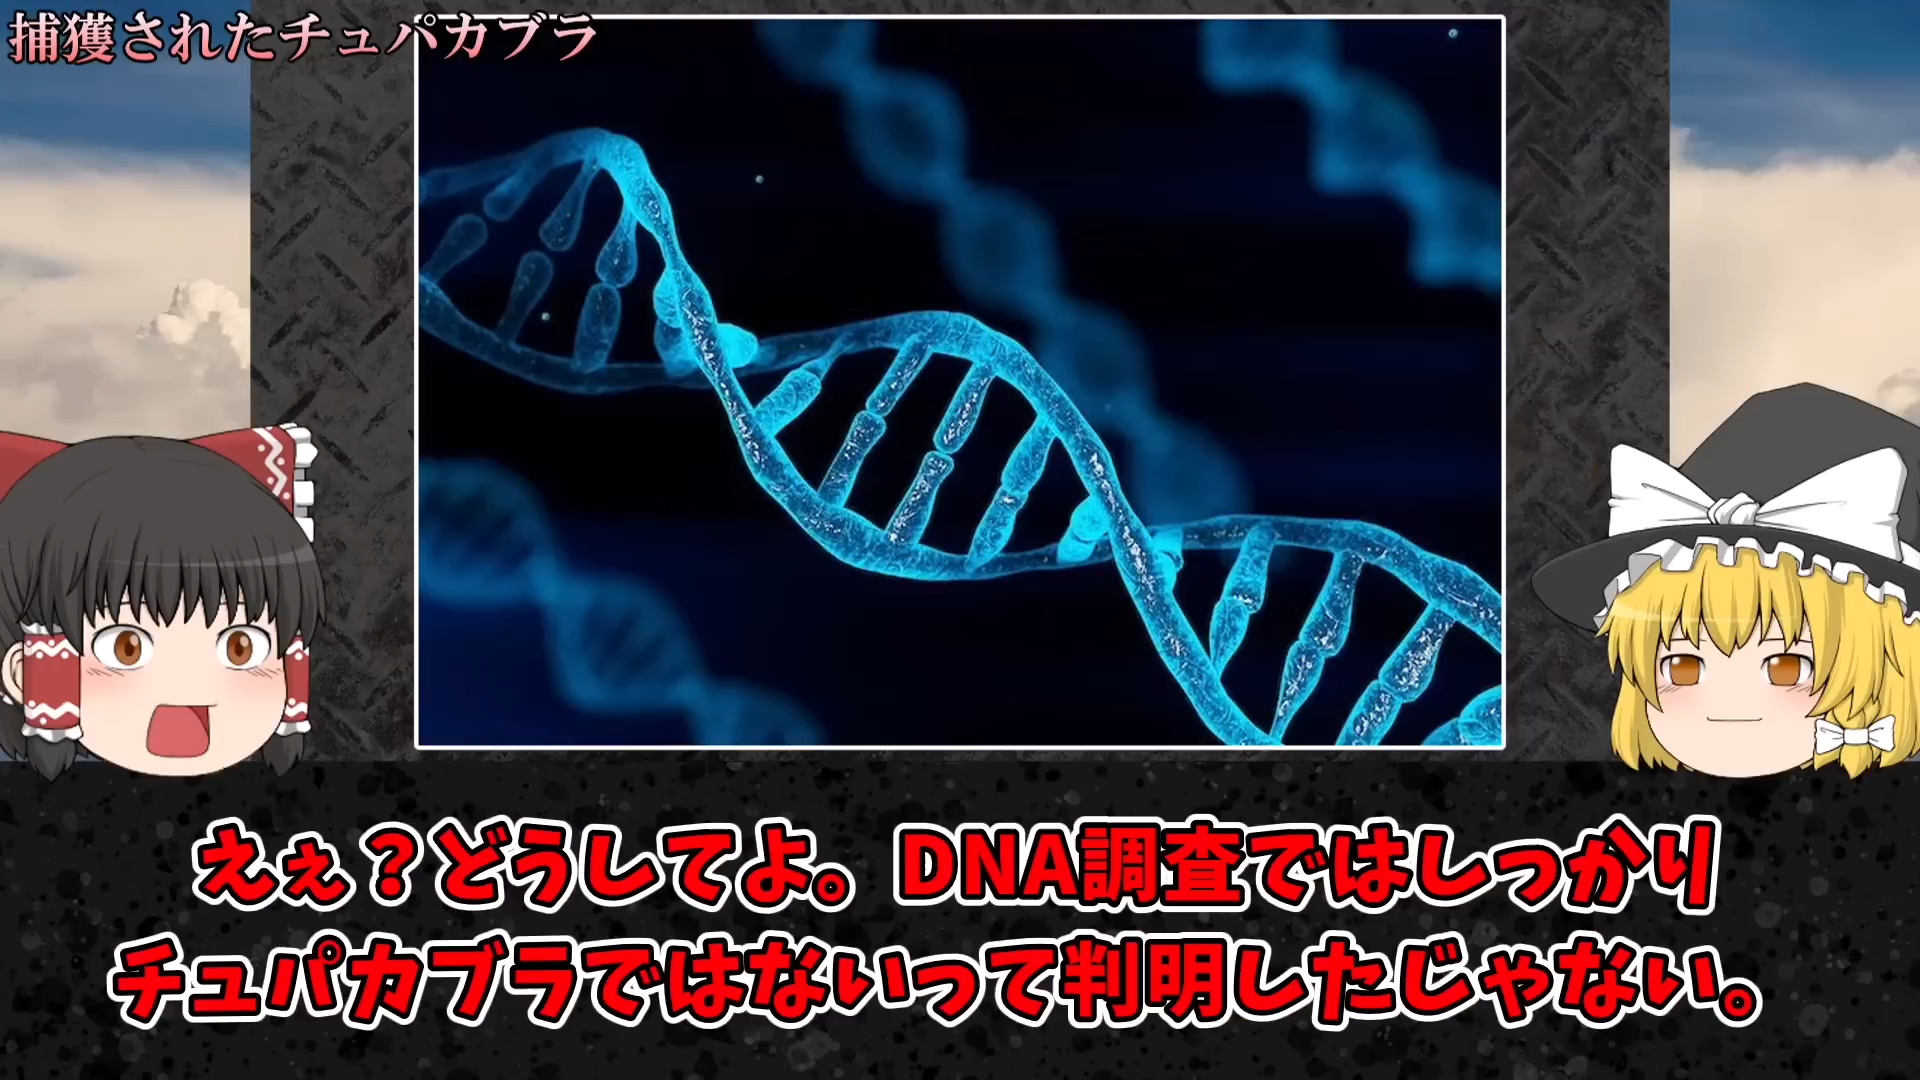 捕獲されたチュパカブラ
えぇ？どうしてよ。DNA調査ではしっかり
チュパカブラではないって判明したじゃない。